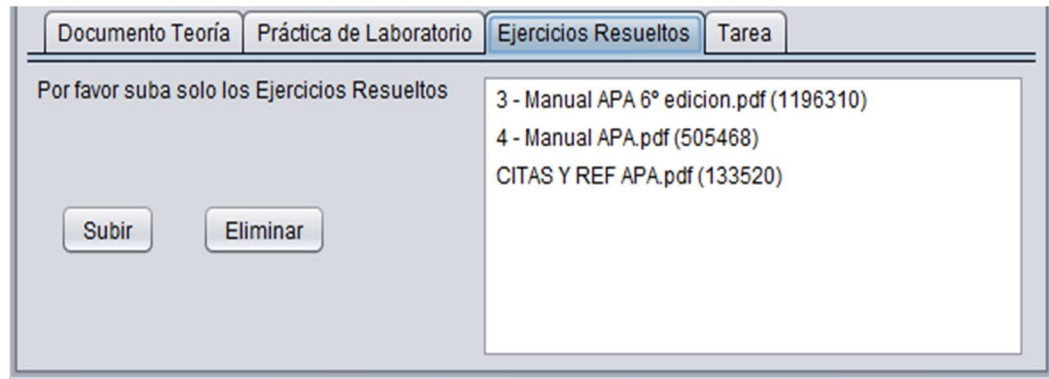 Documento Teoría Práctica de Laboratorio Ejercicios Resueltos Tarea
Por favor suba solo los Ejercicios Resueltos
3 - Manual APA 6º edicion.pdf (1196310)
4 - Manual APA.pdf (505468)
CITAS Y REF APA.pdf (133520)
Subir Eliminar